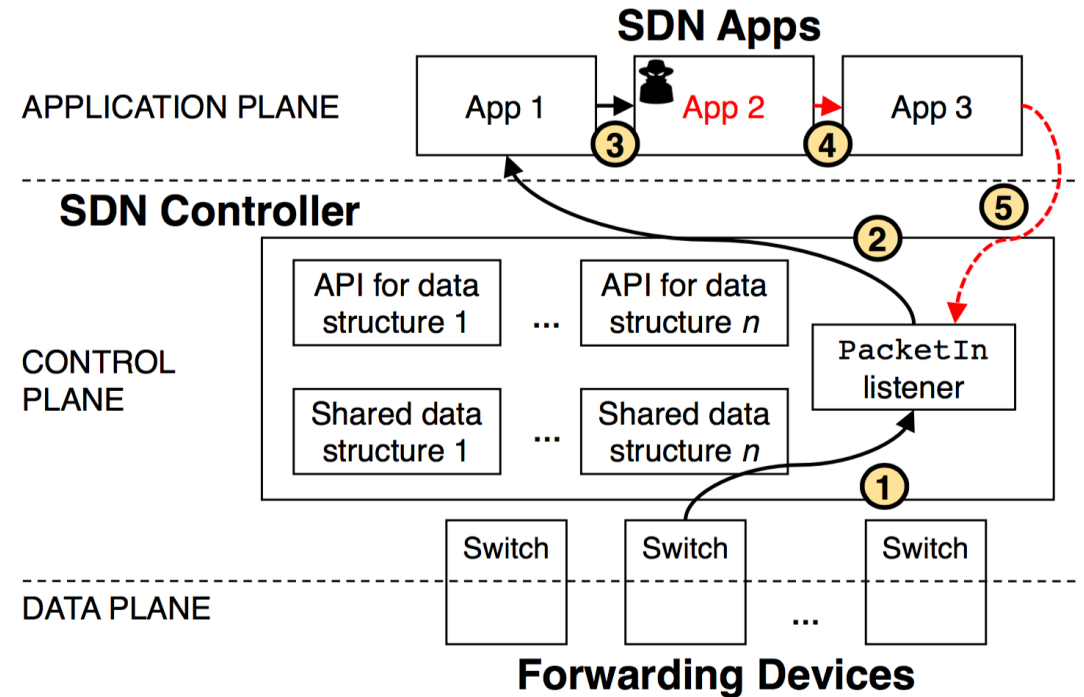 SDN Apps
APPLICATION PLANE
App 1
App 2
App 3
3
4
SDN Controller
5
2
API for data
structure 1
...
API for data
structure n
CONTROL
PLANE
PacketIn
listener
Shared data
structure 1
...
Shared data
structure n
1
Switch
Switch
Switch
DATA PLANE
...
Forwarding Devices